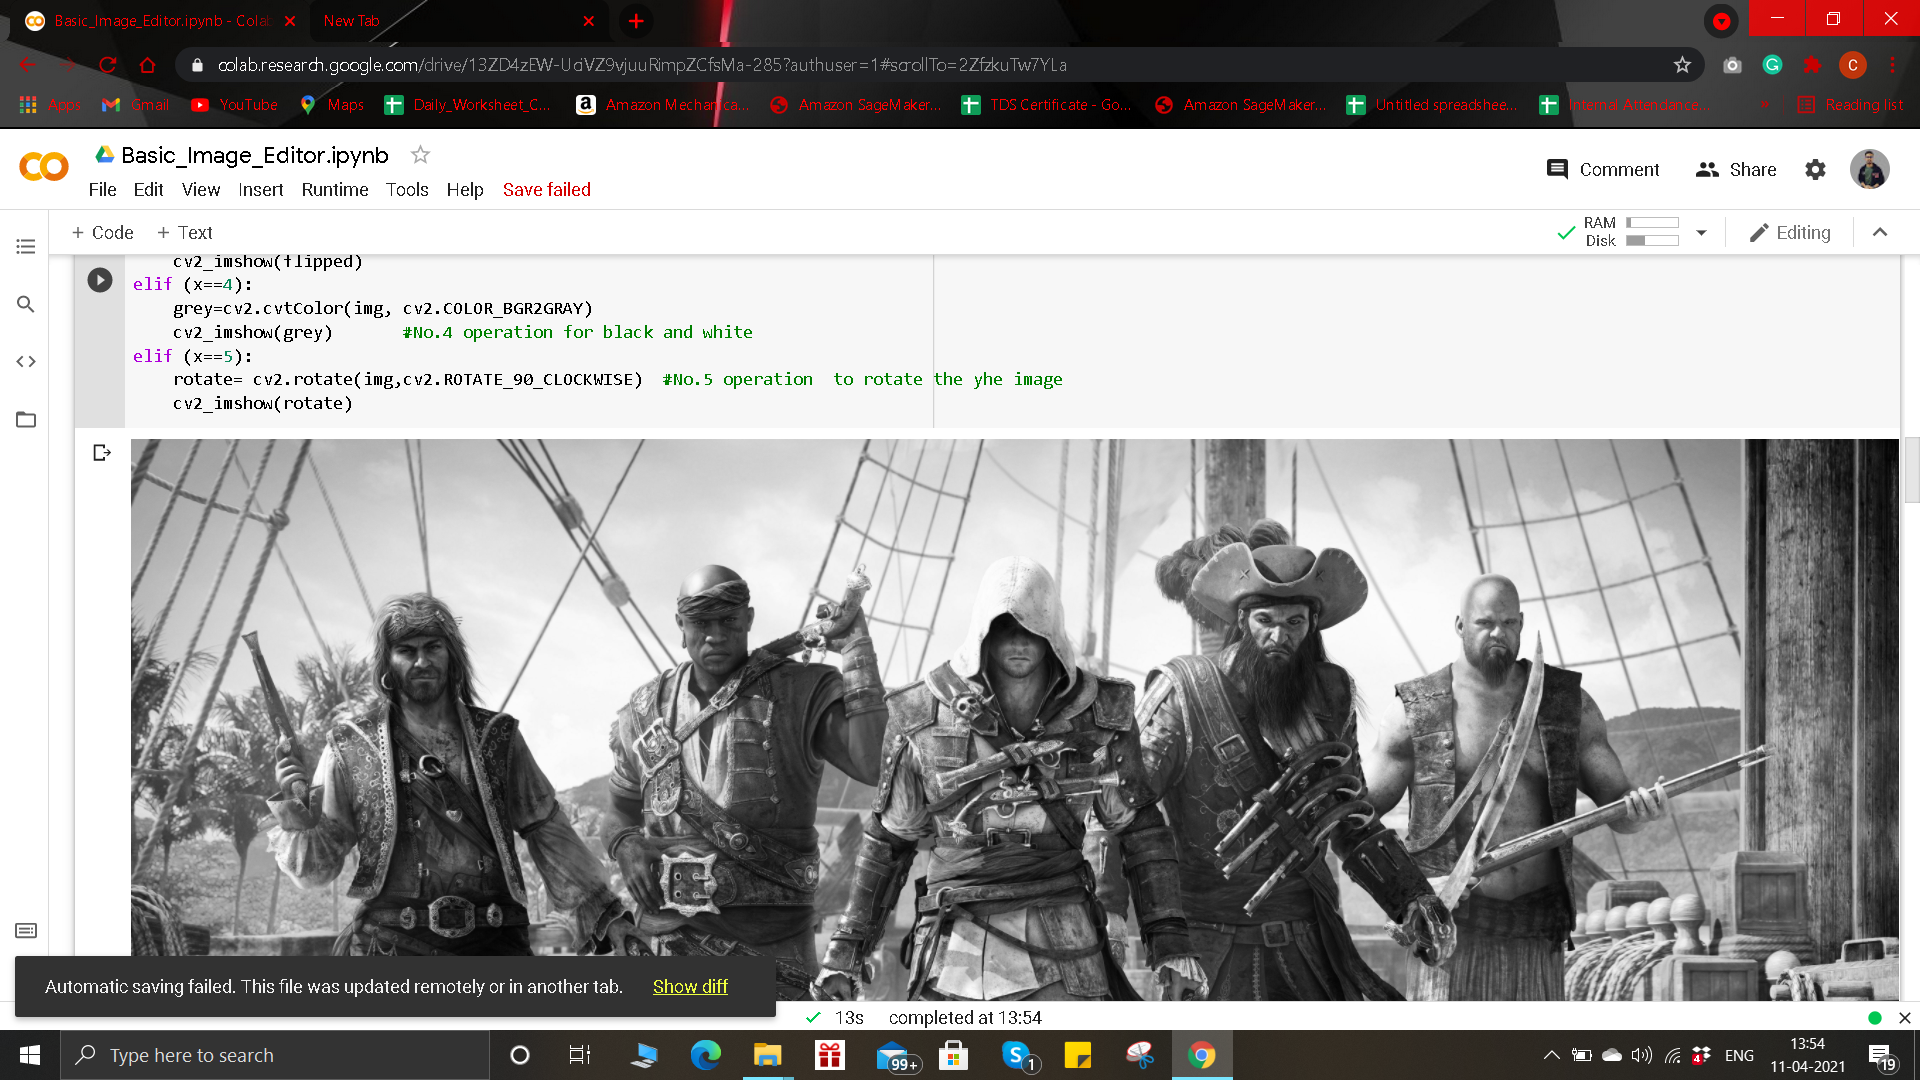 Basic_Image_Editor.ipynb - Colab
New Tab
colab.research.google.com/drive/13ZD4zEW-UciVZ9vjuuRimpZCfsMa-285?authuser=1#scrollTo=2ZfzkuTw7YLa
C
Apps Gmail YouTube Maps Daily_Worksheet_C... Amazon Mechanica... Amazon SageMaker... TDS Certificate - Go... Amazon SageMaker... Untitled spreadshee... Internal Attendance... » Reading list
Basic_Image_Editor.ipynb
Comment Share
File Edit View Insert Runtime Tools Help Save failed
+ Code + Text
RAM
Disk
Editing
cv2_imshow(flipped)
elif (x==4):
grey=cv2.cvtColor(img, cv2.COLOR_BGR2GRAY)
cv2_imshow(grey) #No.4 operation for black and white
elif (x==5):
rotate= cv2.rotate(img,cv2.ROTATE_90_CLOCKWISE) #No.5 operation to rotate the yhe image
cv2_imshow(rotate)
Automatic saving failed. This file was updated remotely or in another tab. Show diff
13s completed at 13:54
Type here to search
99+
1
4
ENG
13:54
11-04-2021
19